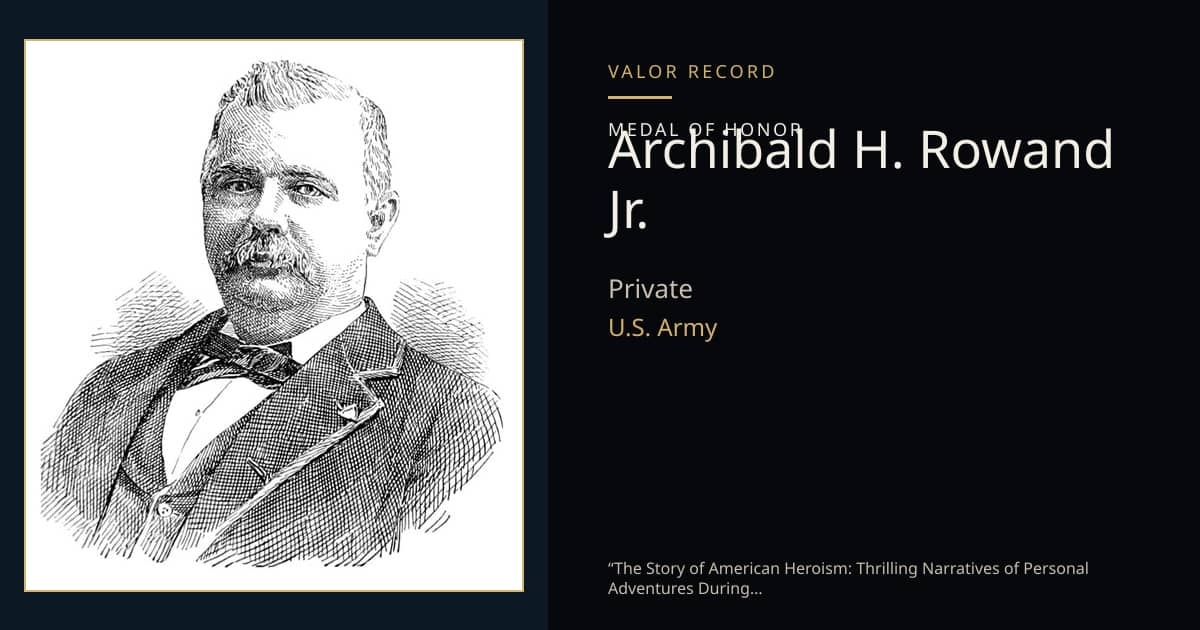 VALOR RECORD
MEDAL OF HONOR
Archibald H. Rowand
Jr.
Private
U.S. Army
“The Story of American Heroism: Thrilling Narratives of Personal
Adventures During...